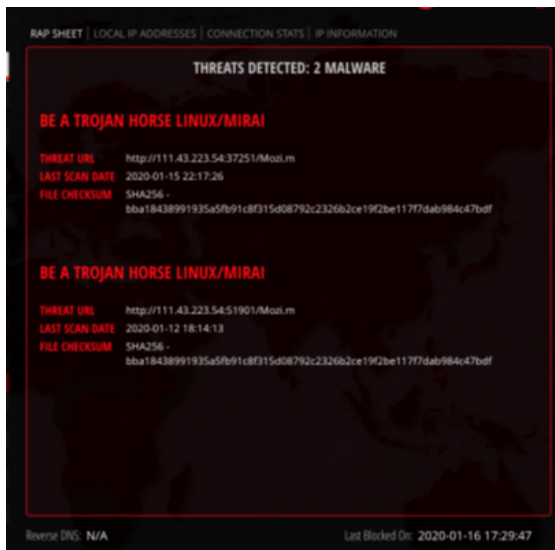 RAP SHEET | LOCAL IP ADDRESSES | CONNECTION STATS | IP INFORMATION
THREATS DETECTED: 2 MALWARE
BE A TROJAN HORSE LINUX/MIRAI
THREAT URL http://111.43.223.54:37251/Mozi.m
LAST SCAN DATE 2020-01-15 22:17:26
FILE CHECKSUM SHA256 -
bba18438991935a5fb91c8f315d08792c2326b2ce19f2be117f7dab984c47bdf
BE A TROJAN HORSE LINUX/MIRAI
THREAT URL http://111.43.223.54:51901/Mozi.m
LAST SCAN DATE 2020-01-12 18:14:13
FILE CHECKSUM SHA256 -
bba18438991935a5fb91c8f315d08792c2326b2ce19f2be117f7dab984c47bdf
Reverse DNS: N/A
Last Blocked On: 2020-01-16 17:29:47